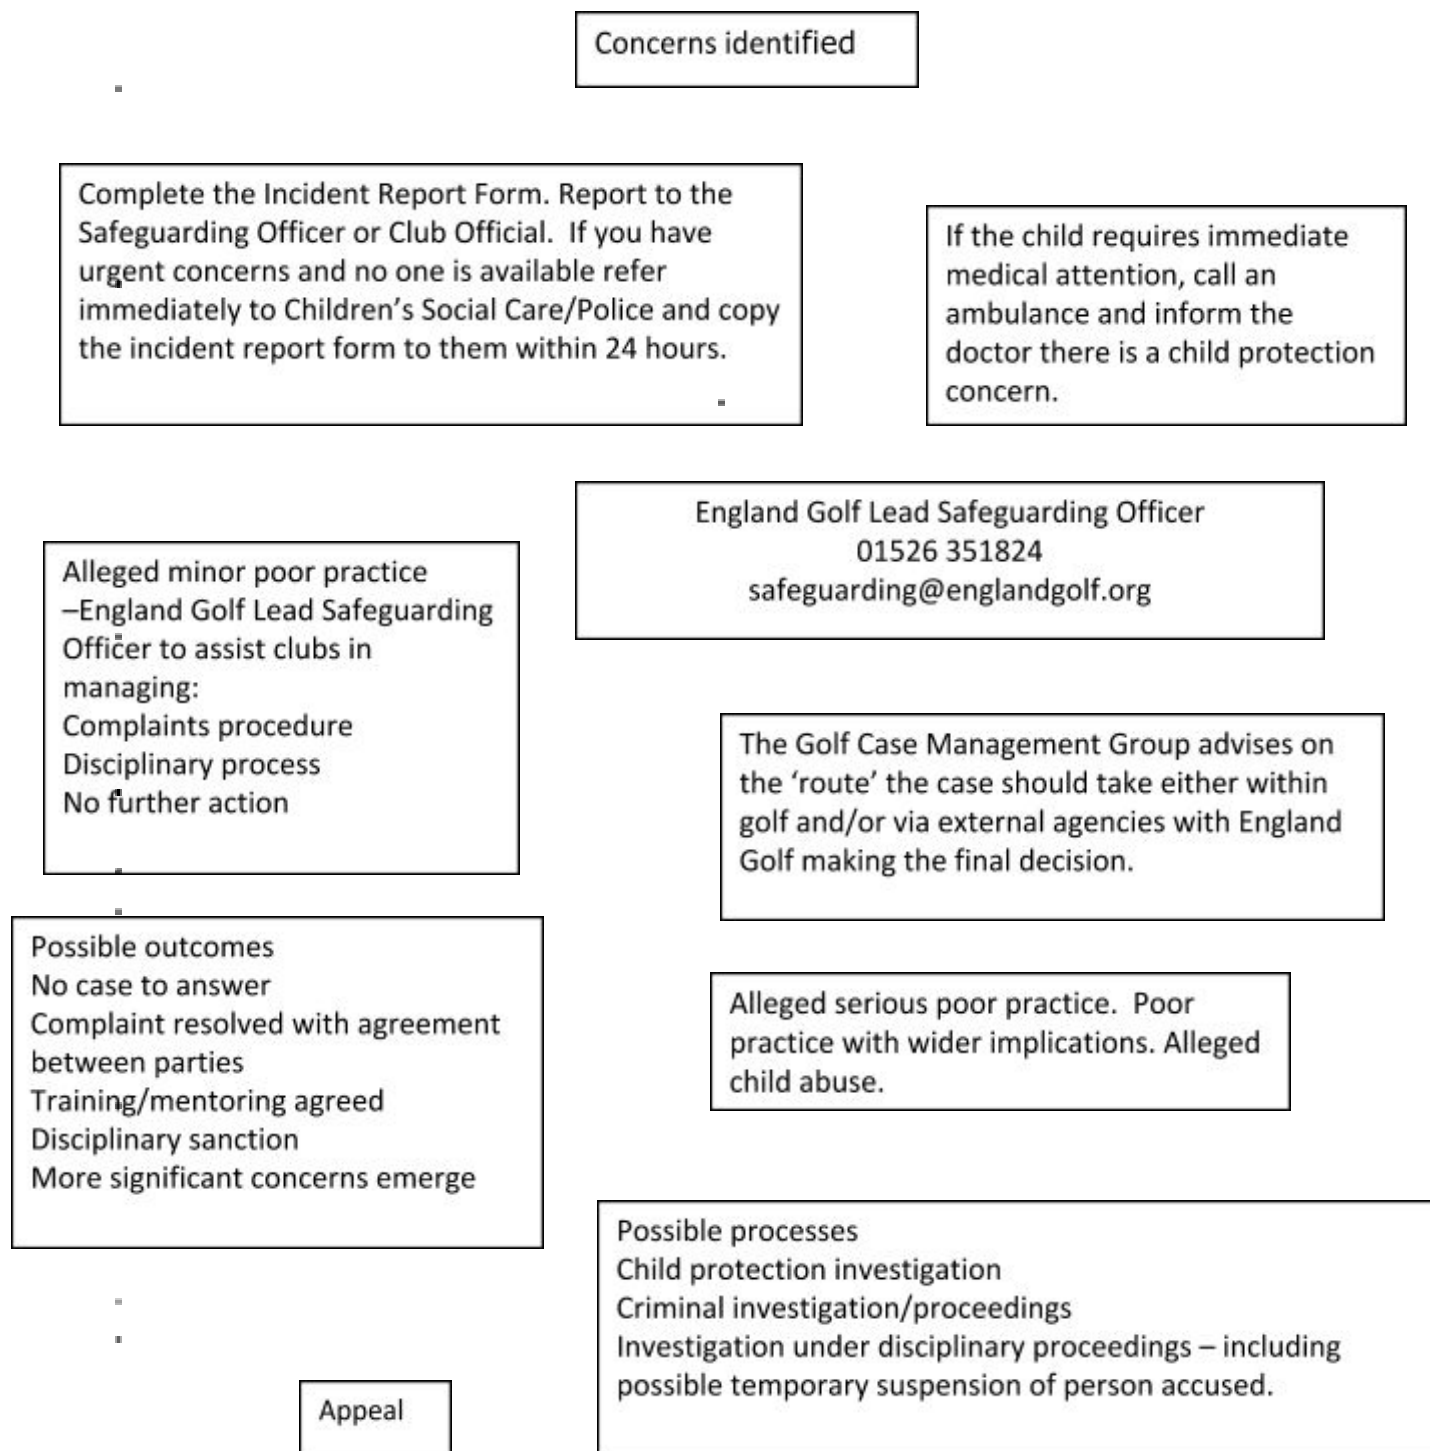 Concerns identified
Complete the Incident Report Form. Report to the
Safeguarding Officer or Club Official.  If you have
urgent concerns and no one is available refer
immediately to Children’s Social Care/Police and copy
the incident report form to them within 24 hours.
If the child requires immediate
medical attention, call an
ambulance and inform the
doctor there is a child protection
concern.
England Golf Lead Safeguarding Officer
01526 351824
safeguarding@englandgolf.org
Alleged minor poor practice
–England Golf Lead Safeguarding
Officer to assist clubs in
managing:
Complaints procedure
Disciplinary process
No further action
The Golf Case Management Group advises on
the ‘route’ the case should take either within
golf and/or via external agencies with England
Golf making the final decision.
Possible outcomes
No case to answer
Complaint resolved with agreement
between parties
Training/mentoring agreed
Disciplinary sanction
More significant concerns emerge
Alleged serious poor practice.  Poor
practice with wider implications. Alleged
child abuse.
Possible processes
Child protection investigation
Criminal investigation/proceedings
Investigation under disciplinary proceedings – including
possible temporary suspension of person accused.
Appeal